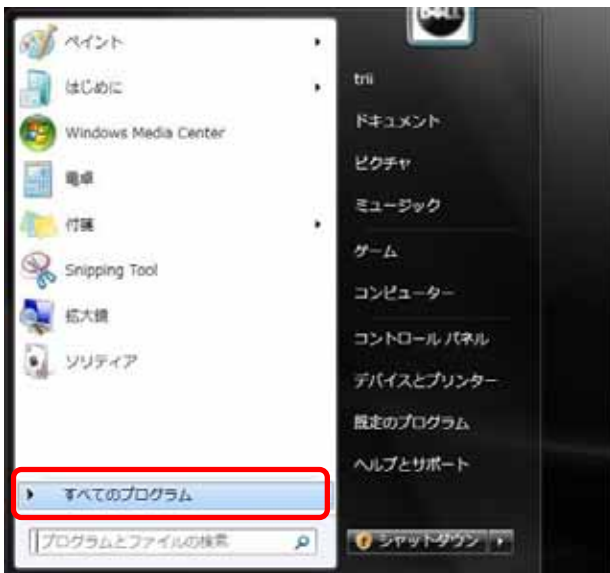 ペイント
はじめに
Windows Media Center
電卓
付箋
Snipping Tool
拡大鏡
ソリティア
すべてのプログラム
プログラムとファイルの検索
DELL
trii
ドキュメント
ピクチャ
ミュージック
ゲーム
コンピューター
コントロール パネル
デバイスとプリンター
既定のプログラム
ヘルプとサポート
シャットダウン